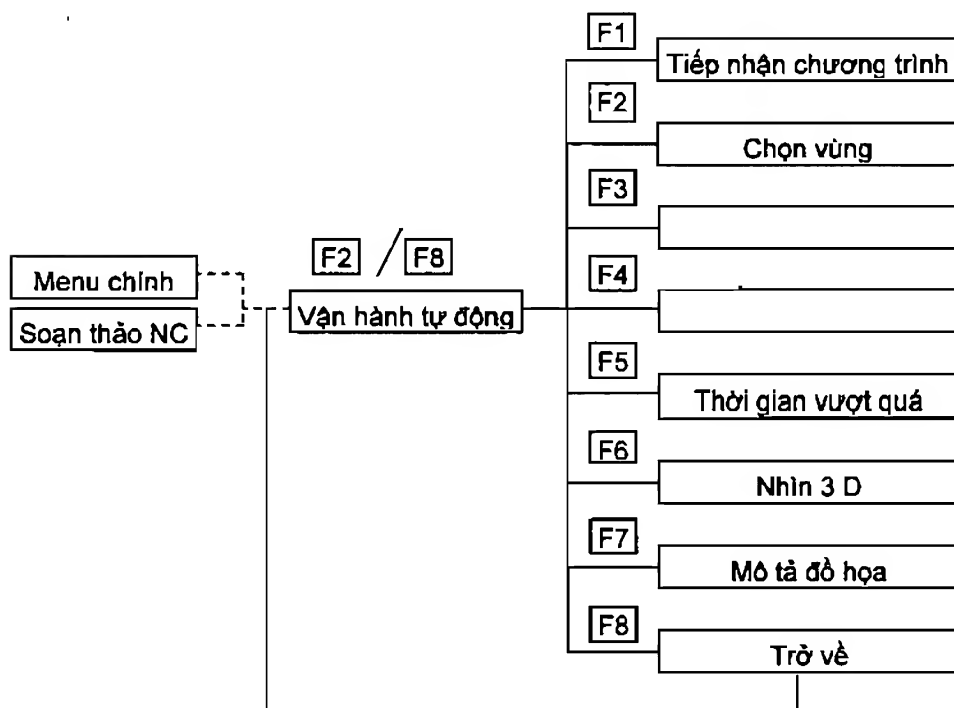 F1
Tiếp nhận chương trình
F2
Chọn vùng
F3
F2 / F8
F4
Menu chính
Vận hành tự động
Soạn thảo NC
F5
Thời gian vượt quá
F6
Nhìn 3 D
F7
Mô tả đồ họa
F8
Trở về